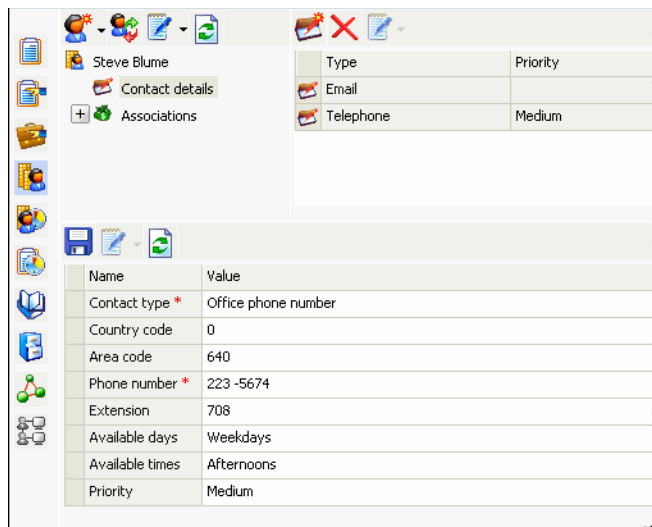 Steve Blume
Contact details
Associations
Type Priority
Email
Telephone Medium
Name Value
Contact type * Office phone number
Country code 0
Area code 640
Phone number * 223 -5674
Extension 708
Available days Weekdays
Available times Afternoons
Priority Medium